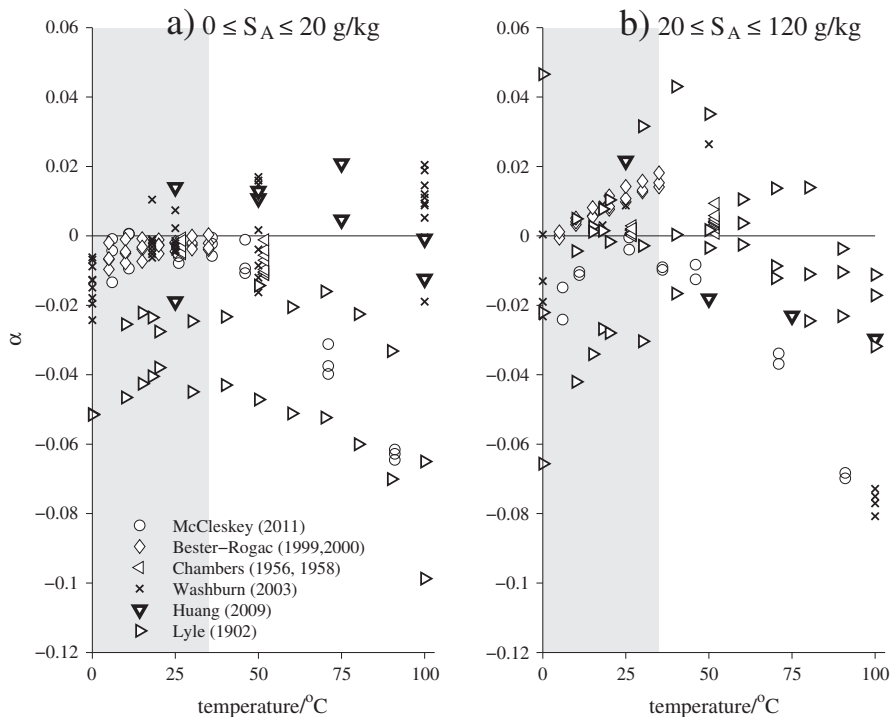 a) 0 ≤ S_A ≤ 20 g/kg
b) 20 ≤ S_A ≤ 120 g/kg
α
0.06
0.04
0.02
0
−0.02
−0.04
−0.06
−0.08
−0.1
−0.12
McCleskey (2011)
Bester−Rogac (1999,2000)
Chambers (1956, 1958)
Washburn (2003)
Huang (2009)
Lyle (1902)
0 25 50 75 100
temperature/°C
0.06
0.04
0.02
0
−0.02
−0.04
−0.06
−0.08
−0.1
−0.12
0 25 50 75 100
temperature/°C